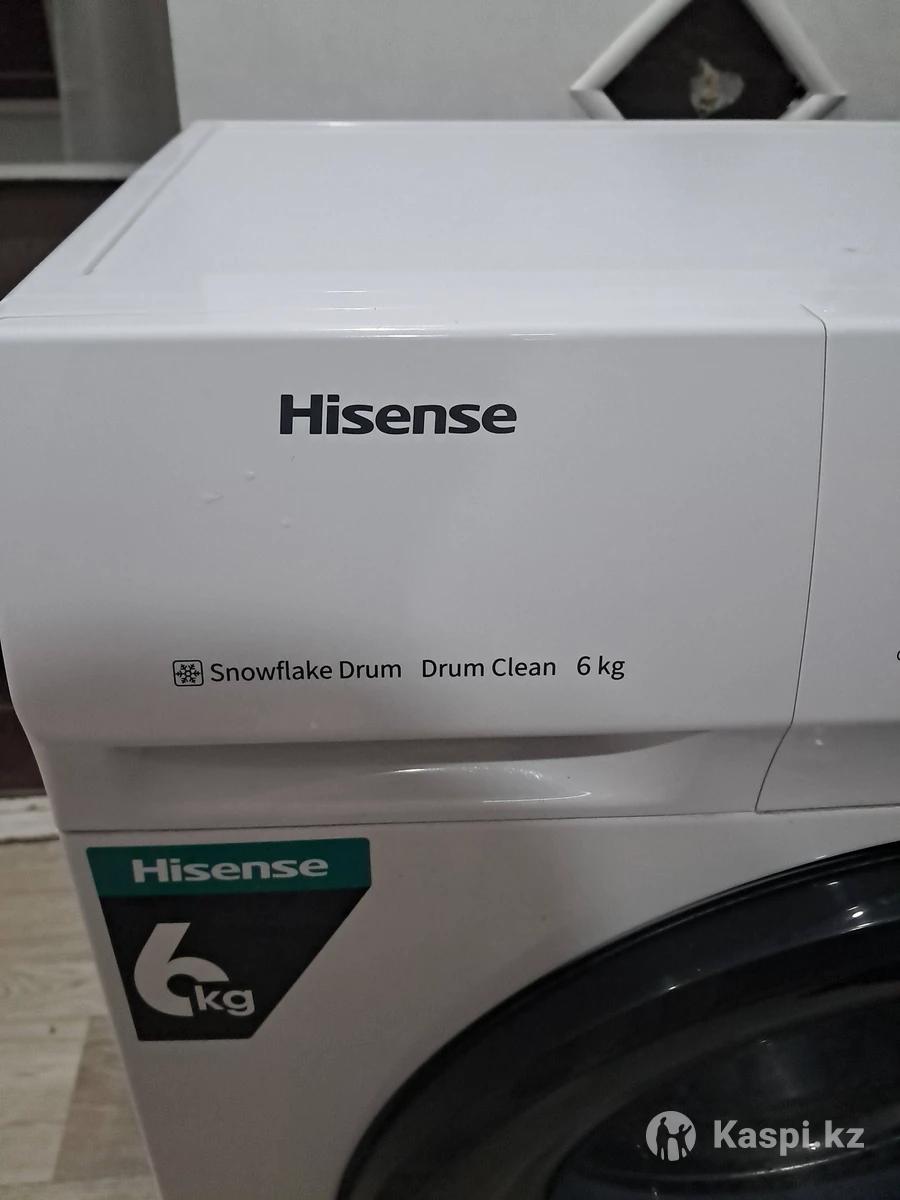 Hisense
Snowflake Drum Drum Clean 6 kg
Hisense
6kg
Kaspi.kz